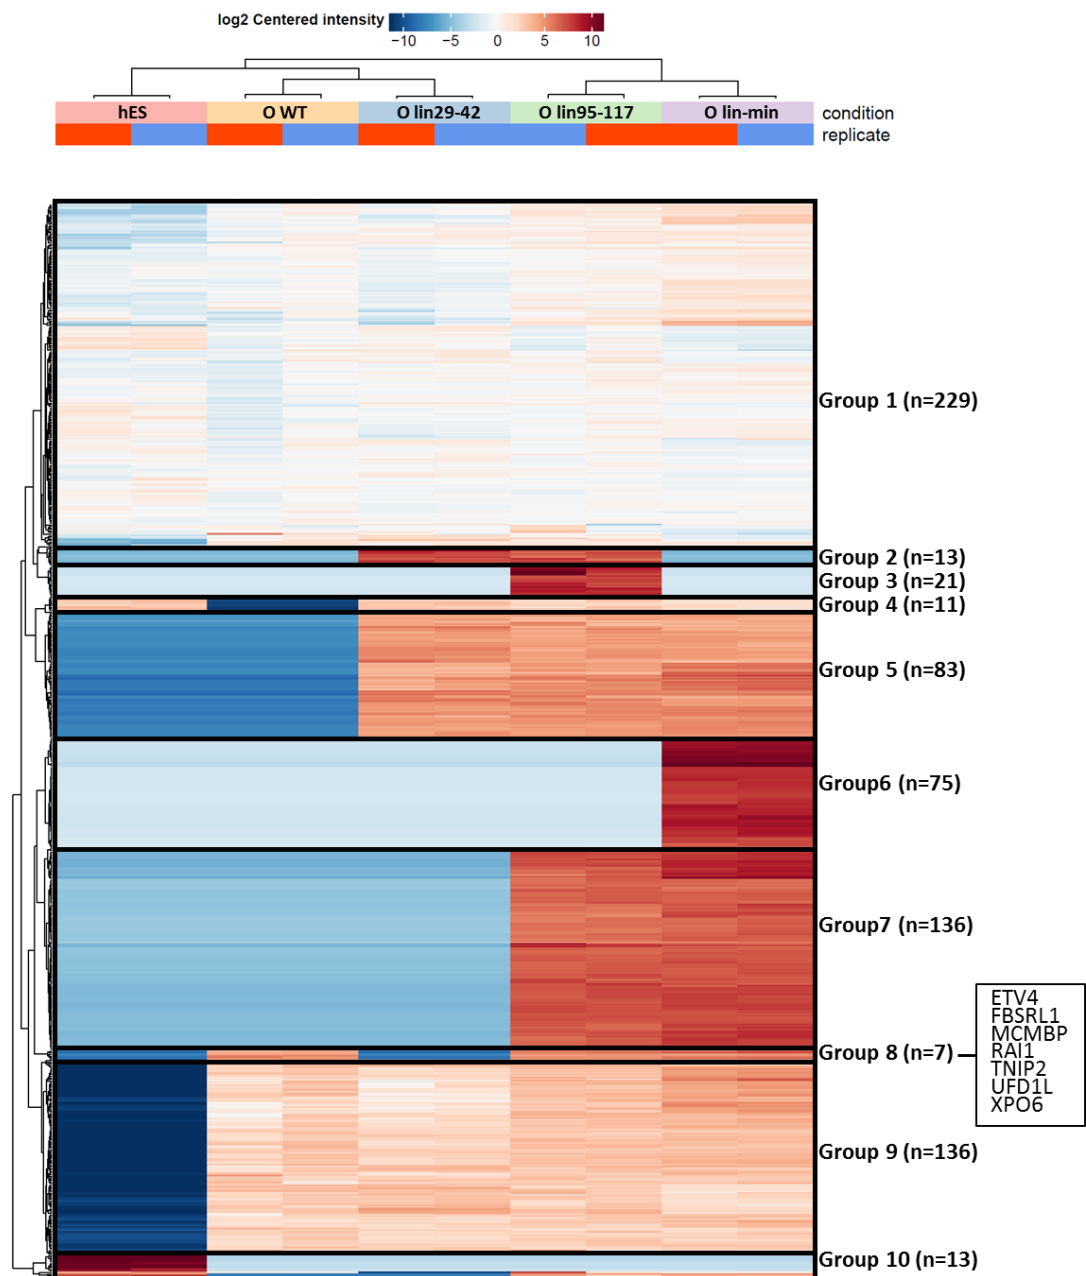 log2 Centered intensity
−10 −5 0 5 10
hES O WT O lin29-42 O lin95-117 O lin-min condition
replicate
Group 1 (n=229)
Group 2 (n=13)
Group 3 (n=21)
Group 4 (n=11)
Group 5 (n=83)
Group6 (n=75)
Group7 (n=136)
Group 8 (n=7)
ETV4
FBSRL1
MCMBP
RAI1
TNIP2
UFD1L
XPO6
Group 9 (n=136)
Group 10 (n=13)